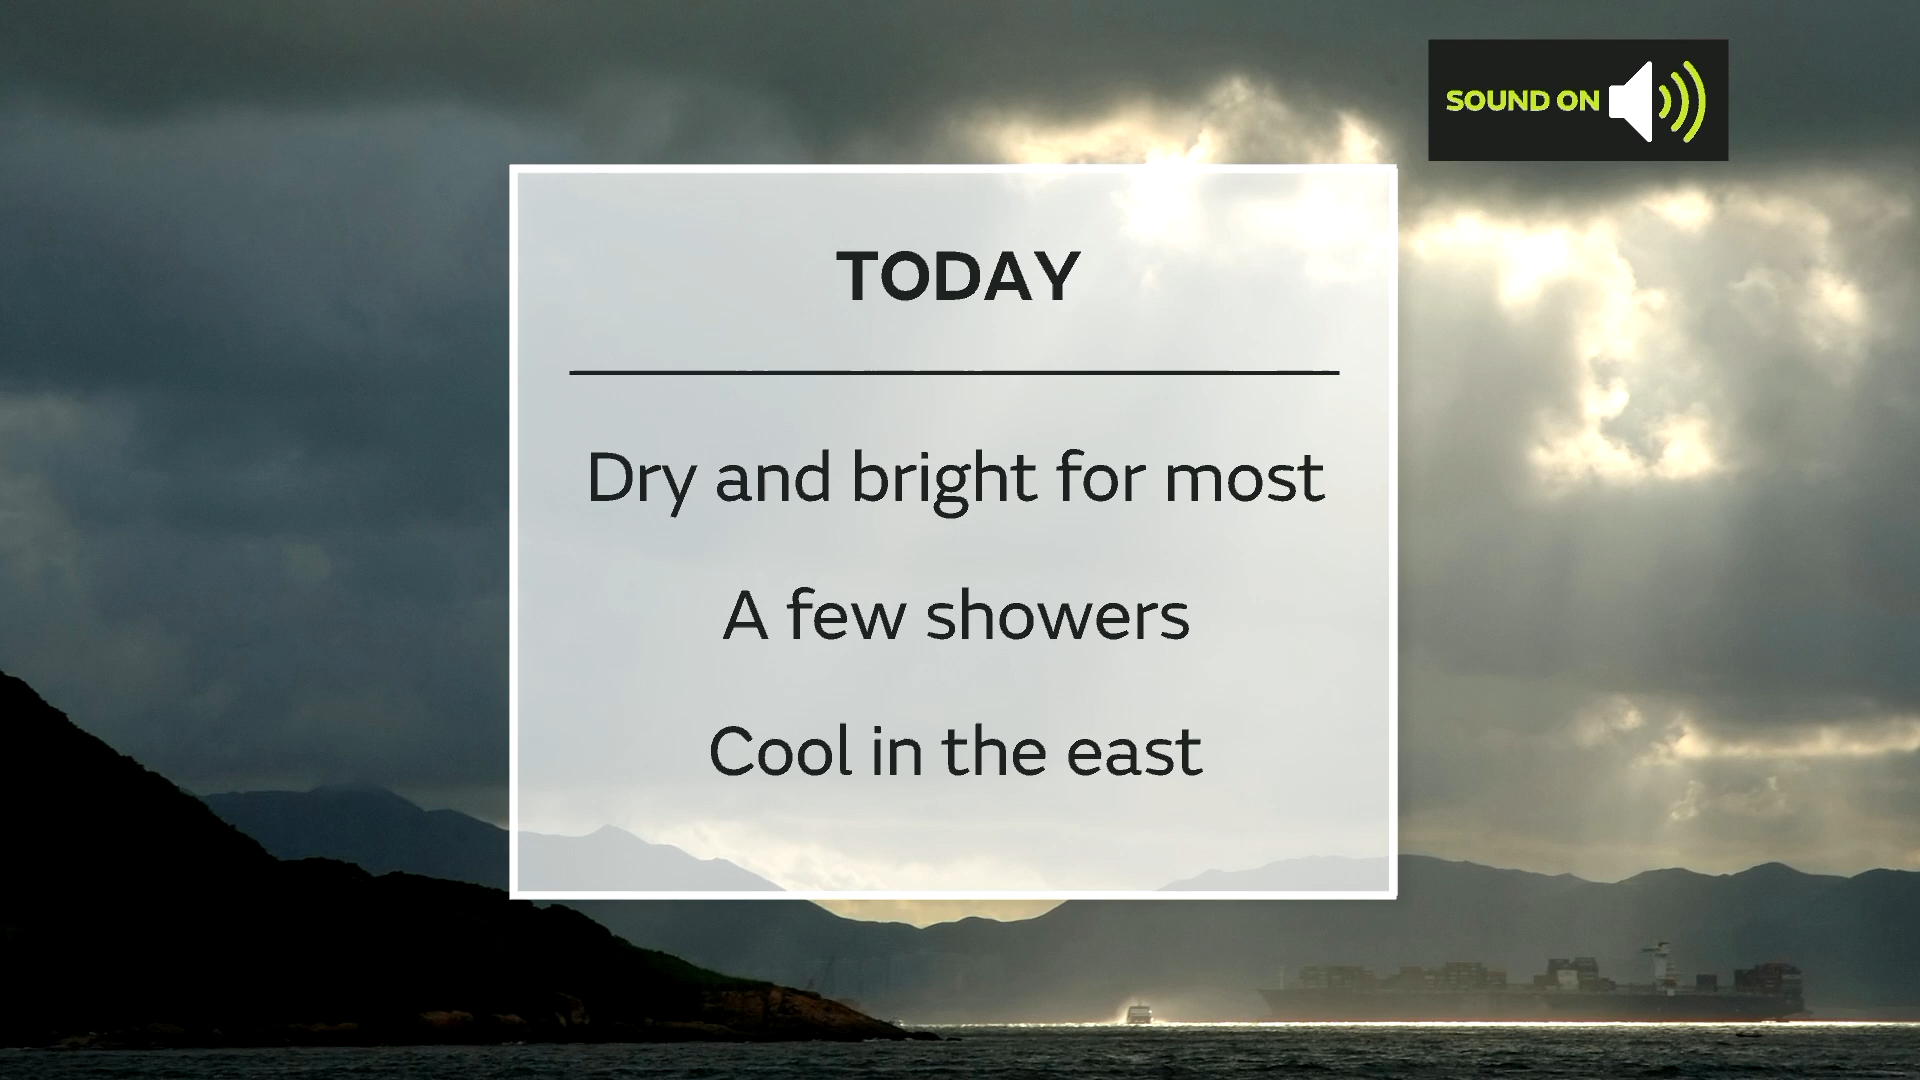 SOUND ON
TODAY
Dry and bright for most
A few showers
Cool in the east